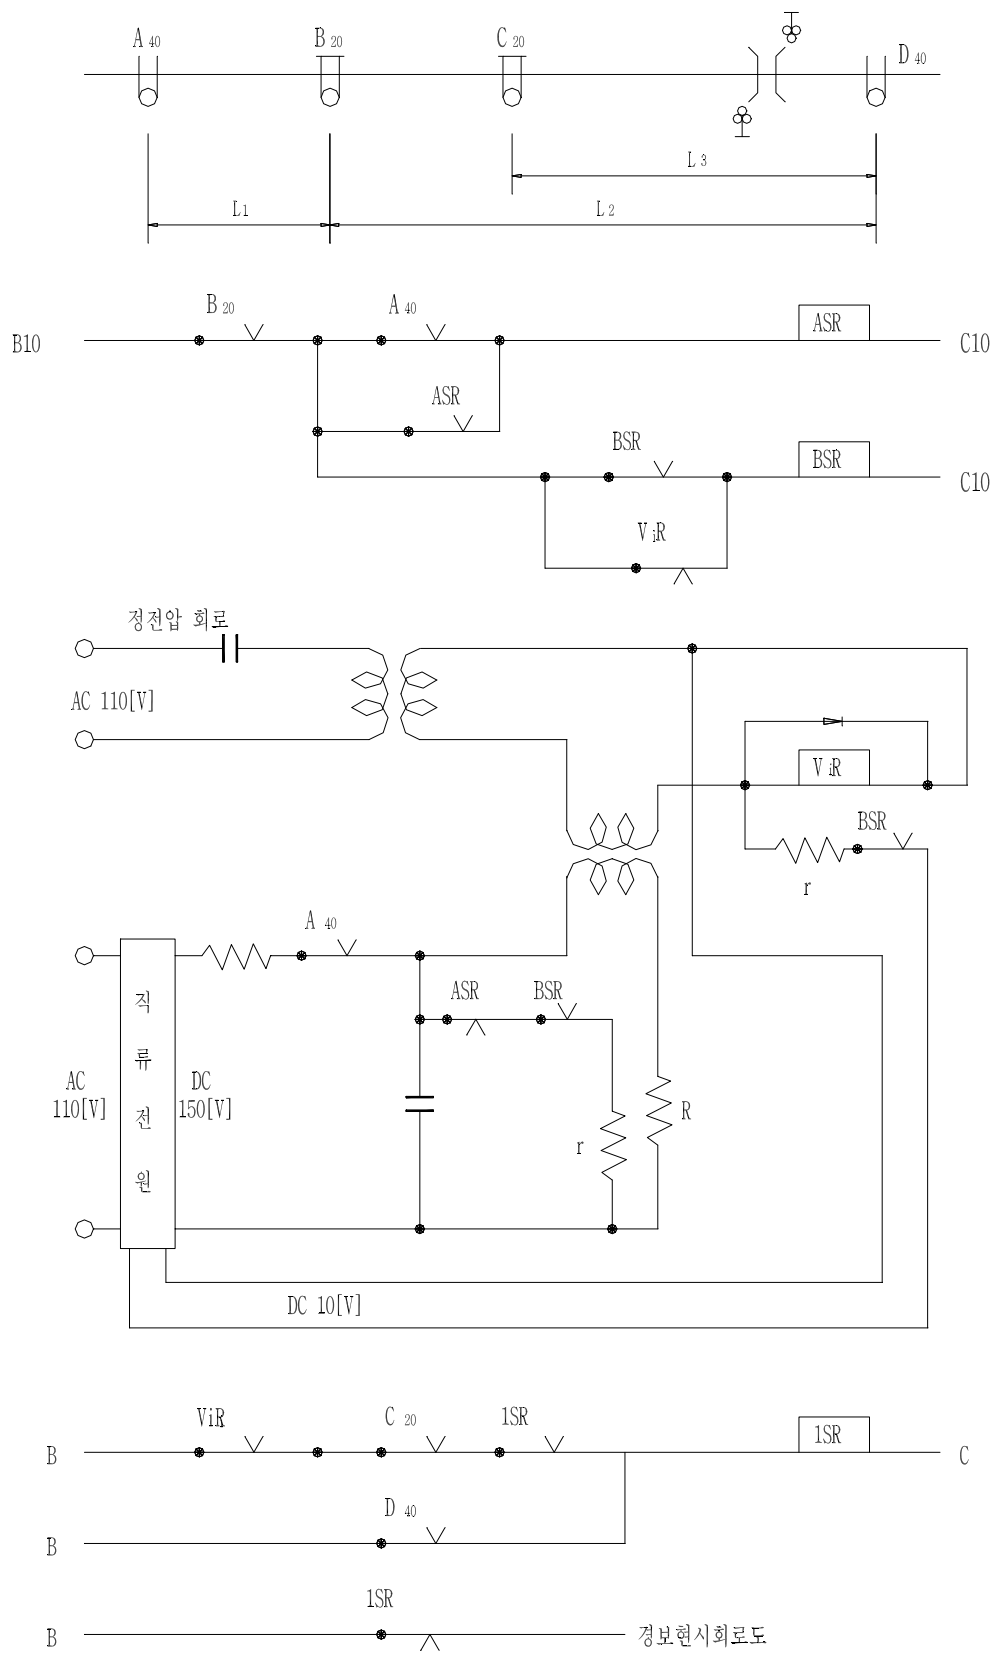 A 40
B 20
C 20
D 40
L 3
L1
L 2
B 20
A 40
B10
ASR
C10
ASR
BSR
BSR
C10
V iR
정전압 회로
AC 110[V]
V iR
BSR
r
A 40
직류전원
ASR
BSR
AC
110[V]
DC
150[V]
R
r
DC 10[V]
ViR
C 20
1SR
1SR
B
C
D 40
B
1SR
B
경보현시회로도